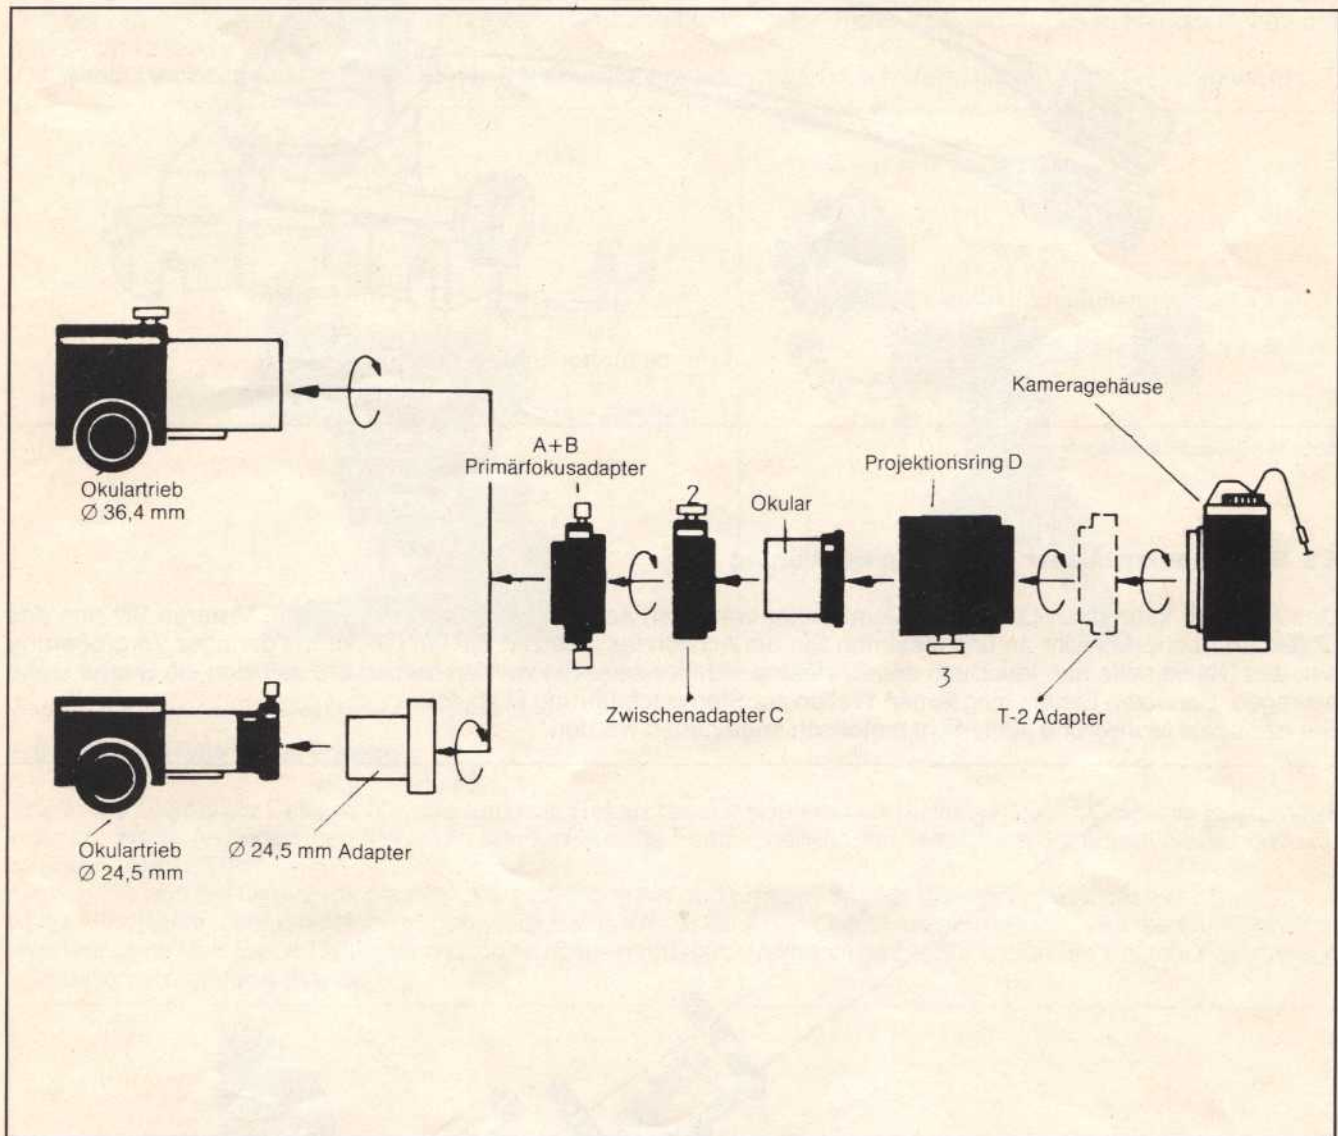 Kameragehäuse
A+B
Primärfokusadapter
Projektionsring D
2
Okular
Okulartrieb
Ø 36,4 mm
3
Zwischenadapter C
T-2 Adapter
Okulartrieb
Ø 24,5 mm
Ø 24,5 mm Adapter